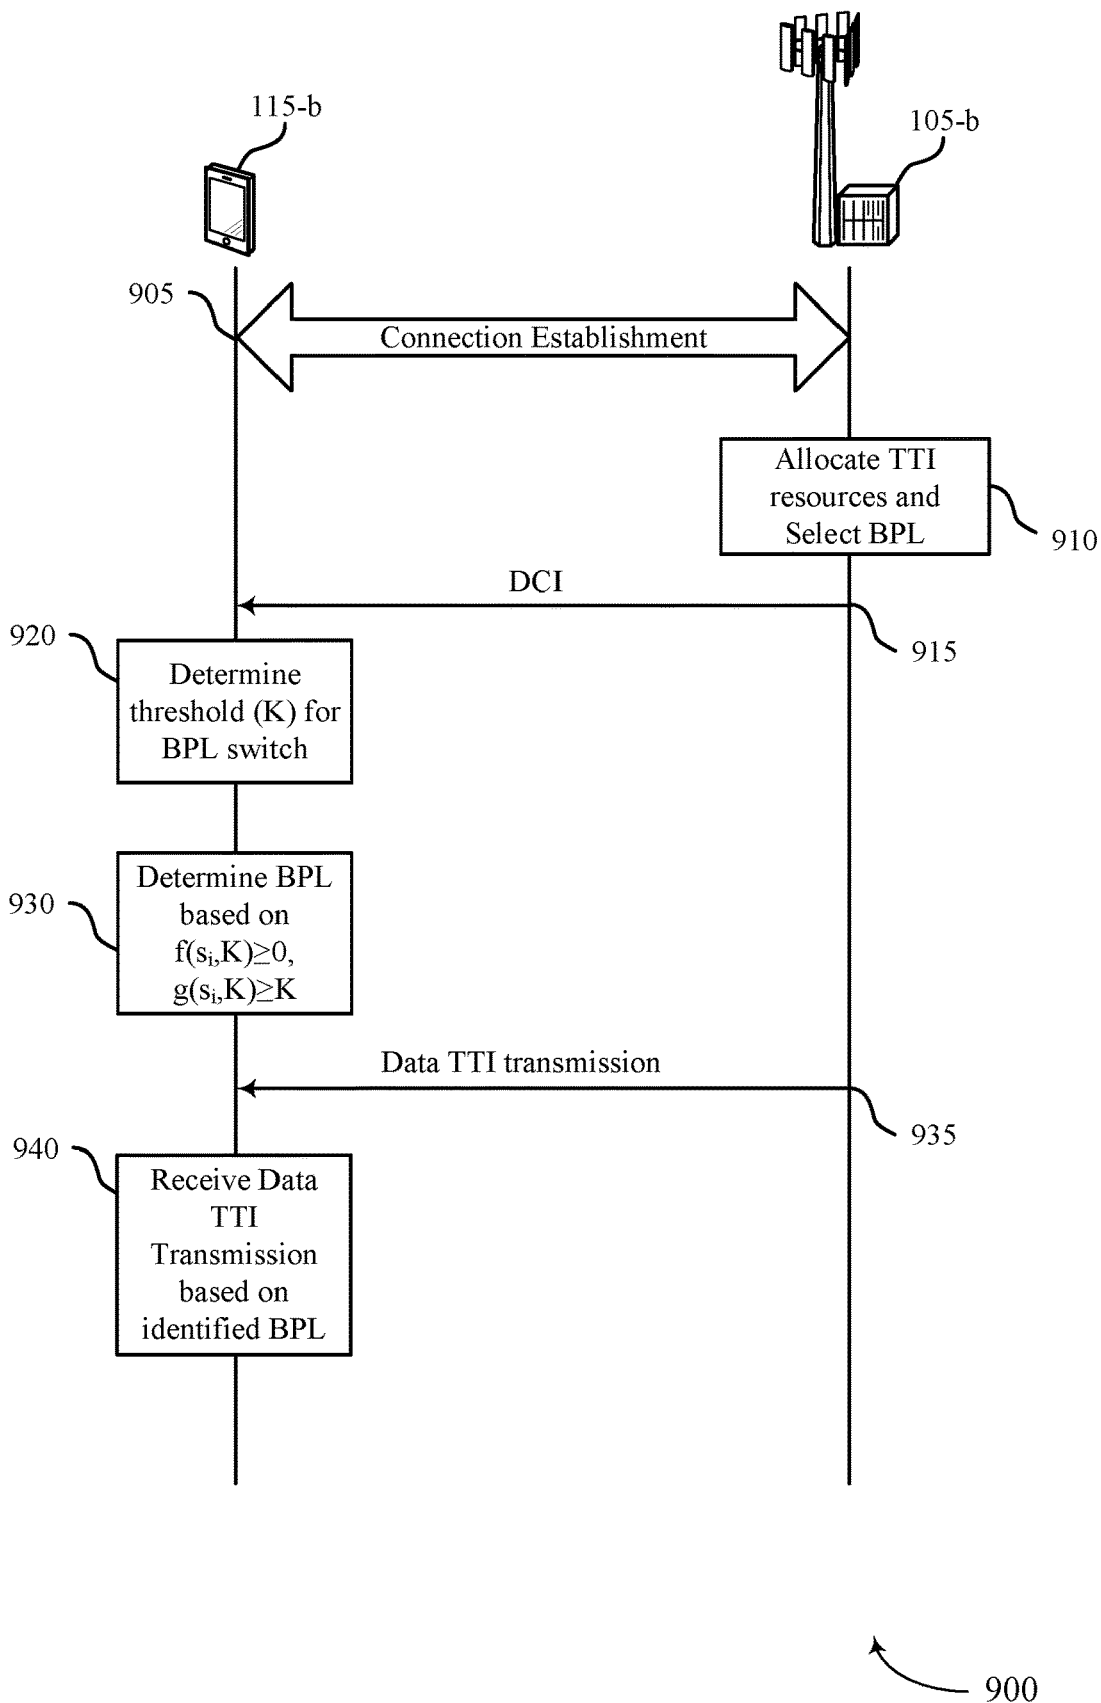 115-b
105-b
905
Connection Establishment
Allocate TTI
resources and
Select BPL
910
DCI
915
920
Determine
threshold (K) for
BPL switch
930
Determine BPL
based on
f(sᵢ,K)≥0,
g(sᵢ,K)≥K
Data TTI transmission
935
940
Receive Data
TTI
Transmission
based on
identified BPL
900